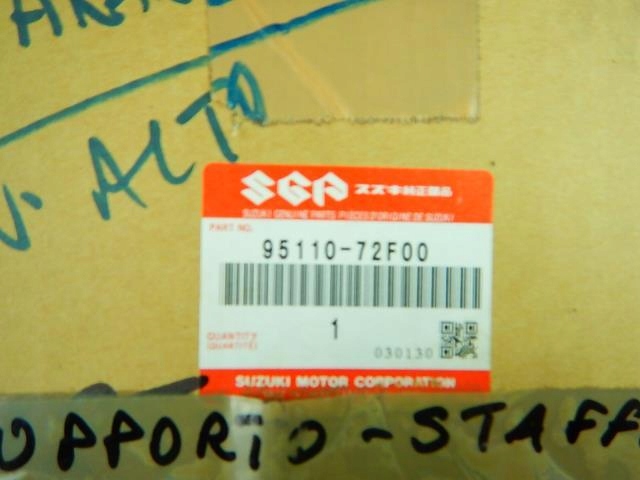 V. ALTO
SGP スズキ純正部品
SUZUKI GENUINE PARTS PIECES D'ORIGINE DE SUZUKI
PART NO.
95110-72F00
QUANTITY
(QUANTITÉ)
1
030130
SUZUKI MOTOR CORPORATION
UPPORTO-STAFF